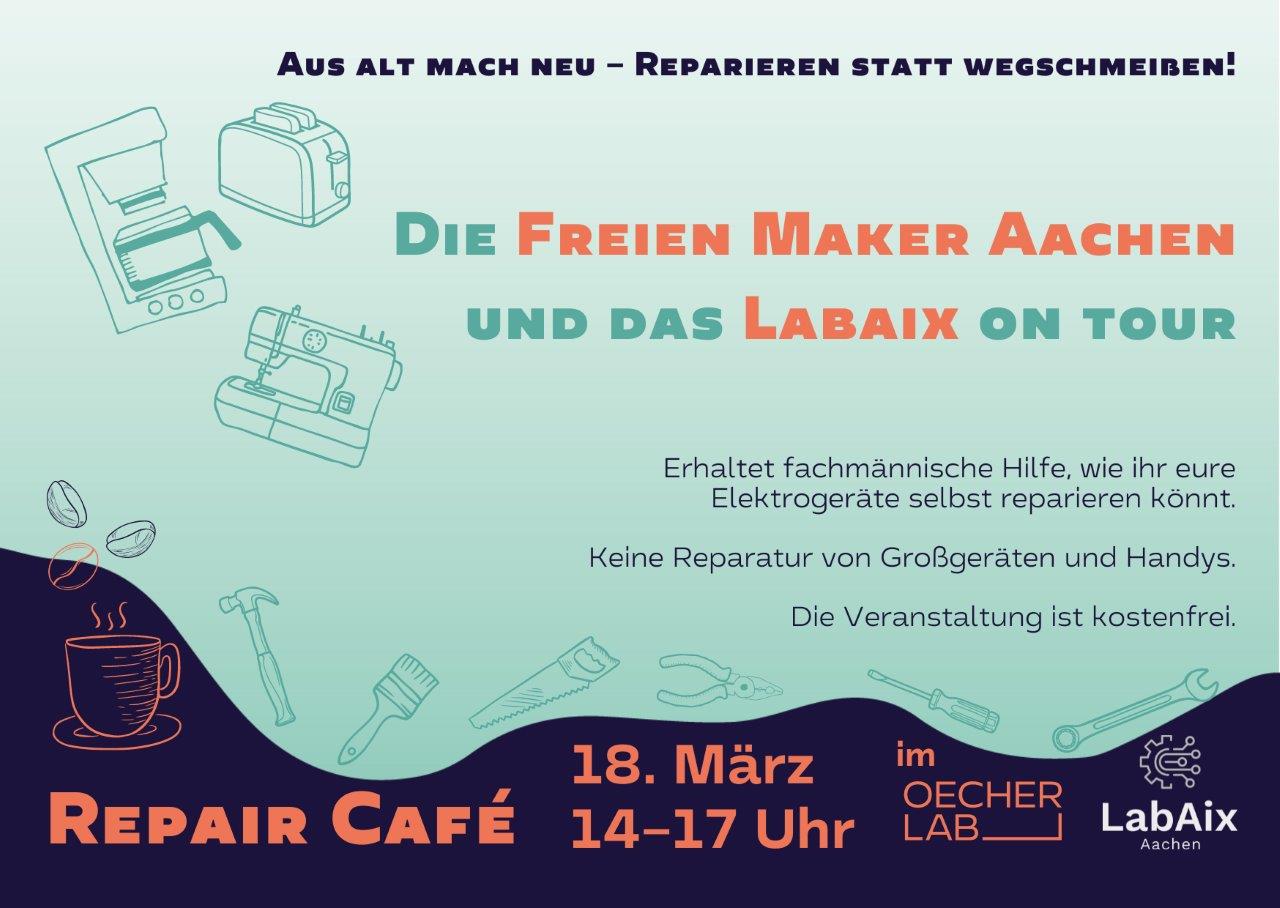 Aus alt mach neu – Reparieren statt wegschmeißen!
Die Freien Maker Aachen
und das Labaix on tour
Erhaltet fachmännische Hilfe, wie ihr eure
Elektrogeräte selbst reparieren könnt.
Keine Reparatur von Großgeräten und Handys.
Die Veranstaltung ist kostenfrei.
Repair Café
18. März
14–17 Uhr
im
OECHER
LAB
LabAix
Aachen